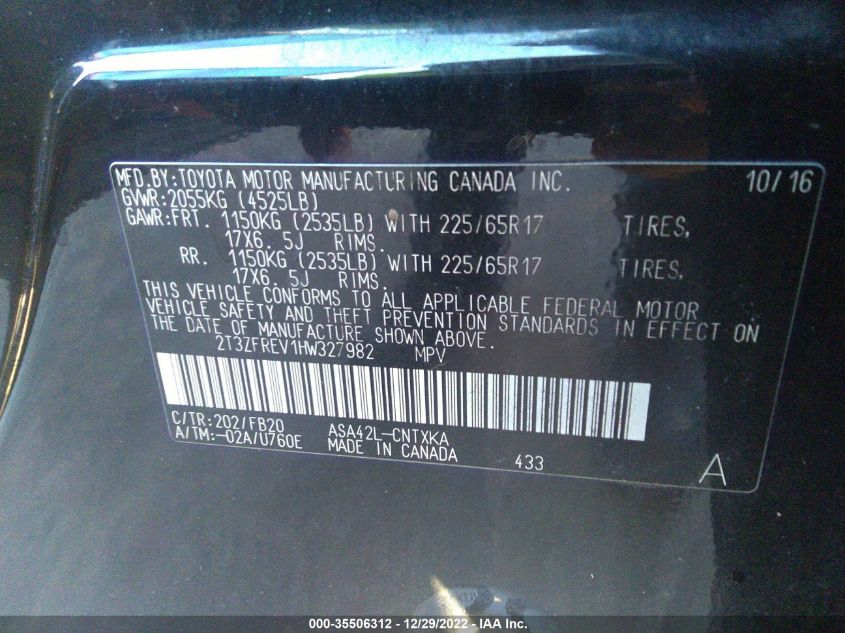 MFD.BY:TOYOTA MOTOR MANUFACTURING CANADA INC. 10/16
GVWR:2055KG (4525LB)
GAWR:FRT. 1150KG (2535LB) WITH 225/65R17 TIRES,
17X6. 5J RIMS.
RR. 1150KG (2535LB) WITH 225/65R17 TIRES,
17X6. 5J RIMS.
THIS VEHICLE CONFORMS TO ALL APPLICABLE FEDERAL MOTOR
VEHICLE SAFETY AND THEFT PREVENTION STANDARDS IN EFFECT ON
THE DATE OF MANUFACTURE SHOWN ABOVE.
2T3ZFREV1HW327982 MPV
C/TR:202/FB20 ASA42L-CNTXKA
A/TM:-02A/U760E MADE IN CANADA
433 A
000-35506312 - 12/29/2022 - IAA Inc.